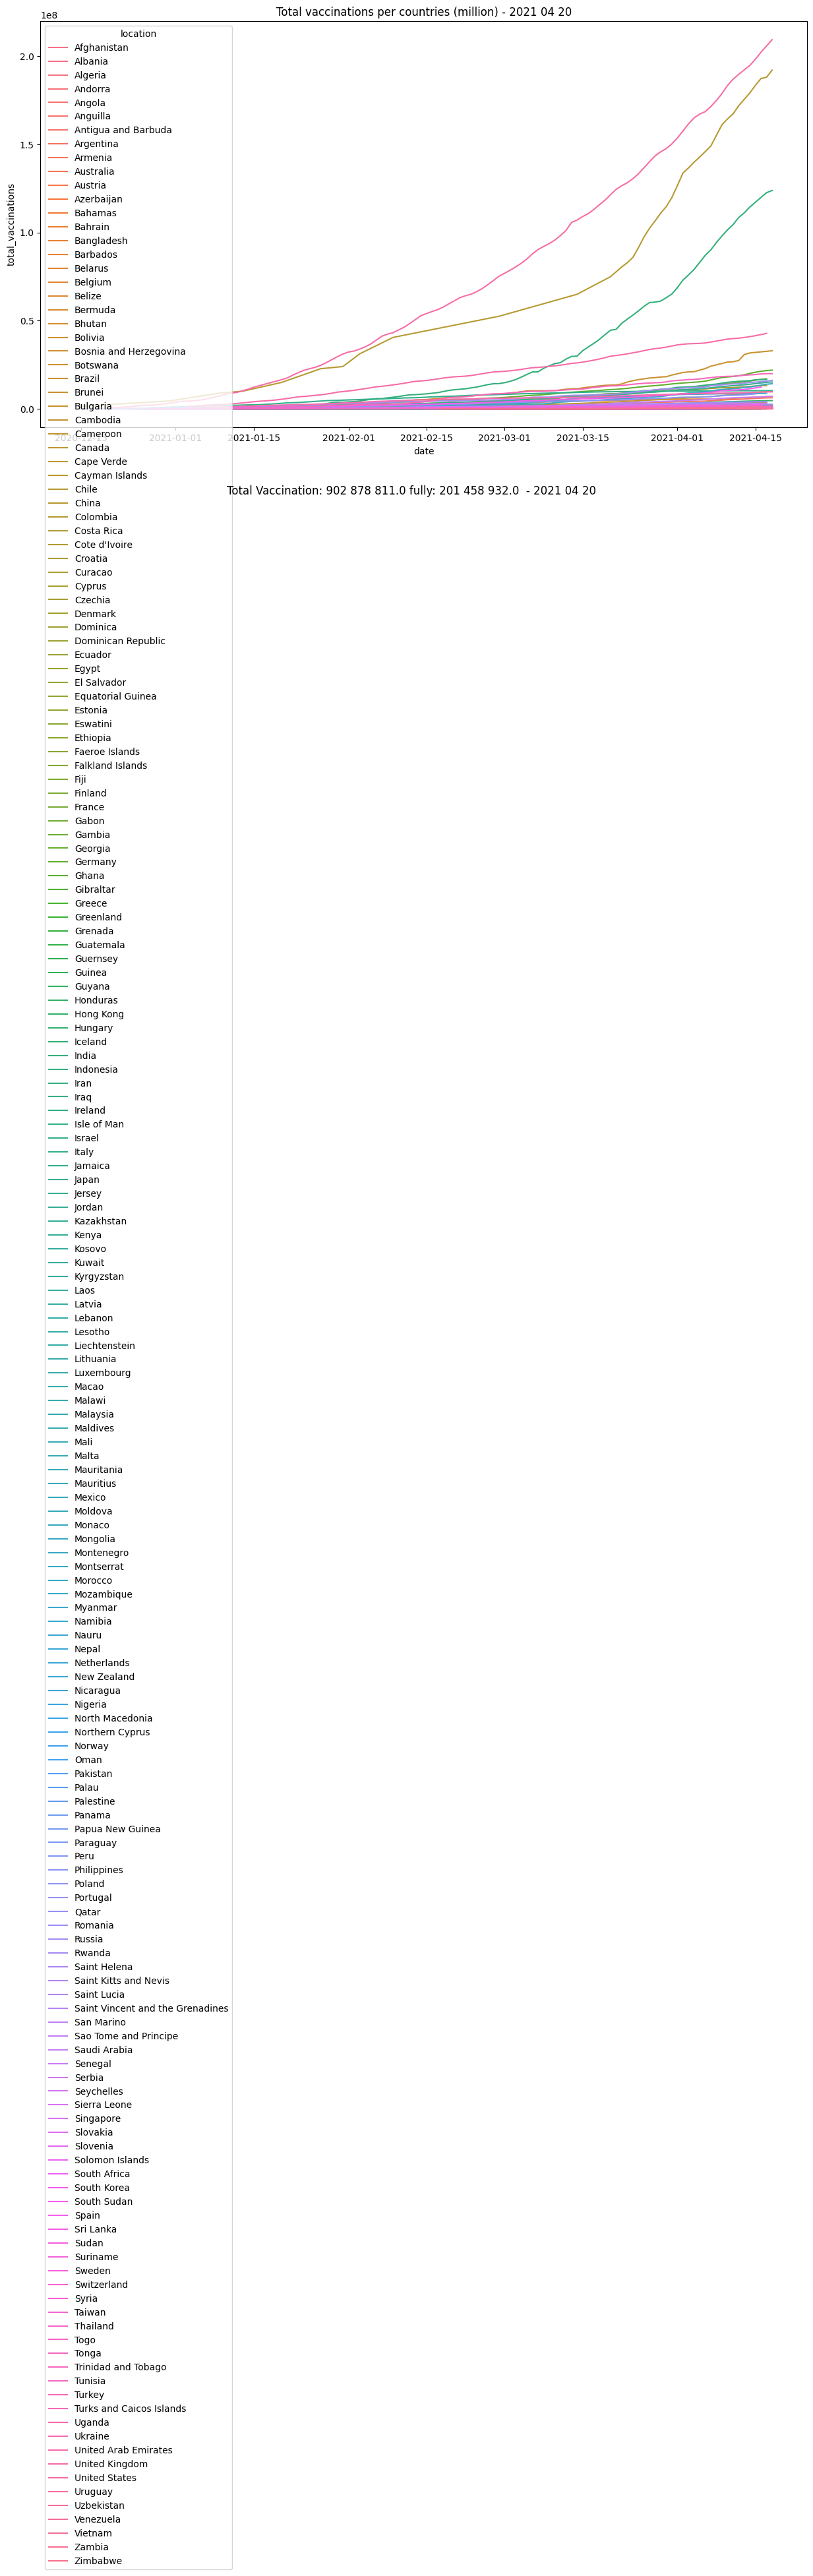 Total vaccinations per countries (million) - 2021 04 20
1e8
2.0
1.5
1.0
0.5
0.0
total_vaccinations
2021-01-01
2021-01-15
2021-02-01
2021-02-15
2021-03-01
2021-03-15
2021-04-01
2021-04-15
date
Total Vaccination: 902 878 811.0 fully: 201 458 932.0 - 2021 04 20
location
Afghanistan
Albania
Algeria
Andorra
Angola
Anguilla
Antigua and Barbuda
Argentina
Armenia
Australia
Austria
Azerbaijan
Bahamas
Bahrain
Bangladesh
Barbados
Belarus
Belgium
Belize
Bermuda
Bhutan
Bolivia
Bosnia and Herzegovina
Botswana
Brazil
Brunei
Bulgaria
Cambodia
Cameroon
Canada
Cape Verde
Cayman Islands
Chile
China
Colombia
Costa Rica
Cote d'Ivoire
Croatia
Curacao
Cyprus
Czechia
Denmark
Dominica
Dominican Republic
Ecuador
Egypt
El Salvador
Equatorial Guinea
Estonia
Eswatini
Ethiopia
Faeroe Islands
Falkland Islands
Fiji
Finland
France
Gabon
Gambia
Georgia
Germany
Ghana
Gibraltar
Greece
Greenland
Grenada
Guatemala
Guernsey
Guinea
Guyana
Honduras
Hong Kong
Hungary
Iceland
India
Indonesia
Iran
Iraq
Ireland
Isle of Man
Israel
Italy
Jamaica
Japan
Jersey
Jordan
Kazakhstan
Kenya
Kosovo
Kuwait
Kyrgyzstan
Laos
Latvia
Lebanon
Lesotho
Liechtenstein
Lithuania
Luxembourg
Macao
Malawi
Malaysia
Maldives
Mali
Malta
Mauritania
Mauritius
Mexico
Moldova
Monaco
Mongolia
Montenegro
Montserrat
Morocco
Mozambique
Myanmar
Namibia
Nauru
Nepal
Netherlands
New Zealand
Nicaragua
Nigeria
North Macedonia
Northern Cyprus
Norway
Oman
Pakistan
Palau
Palestine
Panama
Papua New Guinea
Paraguay
Peru
Philippines
Poland
Portugal
Qatar
Romania
Russia
Rwanda
Saint Helena
Saint Kitts and Nevis
Saint Lucia
Saint Vincent and the Grenadines
San Marino
Sao Tome and Principe
Saudi Arabia
Senegal
Serbia
Seychelles
Sierra Leone
Singapore
Slovakia
Slovenia
Solomon Islands
South Africa
South Korea
South Sudan
Spain
Sri Lanka
Sudan
Suriname
Sweden
Switzerland
Syria
Taiwan
Thailand
Togo
Tonga
Trinidad and Tobago
Tunisia
Turkey
Turks and Caicos Islands
Uganda
Ukraine
United Arab Emirates
United Kingdom
United States
Uruguay
Uzbekistan
Venezuela
Vietnam
Zambia
Zimbabwe